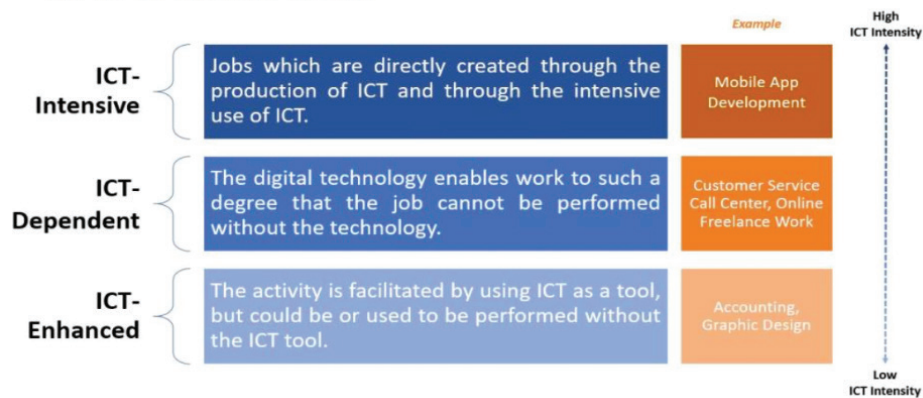 Example
High
ICT Intensity
ICT-
Intensive
Jobs which are directly created through the
production of ICT and through the intensive
use of ICT.
Mobile App
Development
ICT-
Dependent
The digital technology enables work to such a
degree that the job cannot be performed
without the technology.
Customer Service
Call Center, Online
Freelance Work
ICT-
Enhanced
The activity is facilitated by using ICT as a tool,
but could be or used to be performed without
the ICT tool.
Accounting,
Graphic Design
Low
ICT Intensity